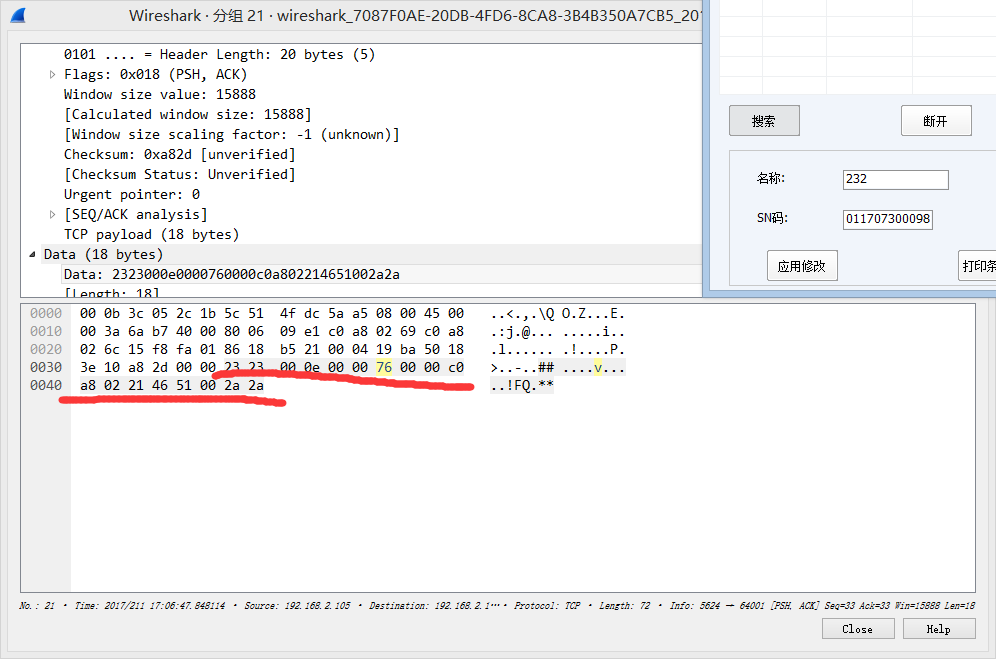 Wireshark · 分组 21 · wireshark_7087F0AE-20DB-4FD6-8CA8-3B4B350A7CB5_20
0101 .... = Header Length: 20 bytes (5)
Flags: 0x018 (PSH, ACK)
Window size value: 15888
[Calculated window size: 15888]
[Window size scaling factor: -1 (unknown)]
Checksum: 0xa82d [unverified]
[Checksum Status: Unverified]
Urgent pointer: 0
[SEQ/ACK analysis]
TCP payload (18 bytes)
Data (18 bytes)
Data: 2323000e0000760000c0a802214651002a2a
[Length: 18]
搜索
断开
名称:
232
SN码:
011707300098
应用修改
打印条
0000 00 0b 3c 05 2c 1b 5c 51 4f dc 5a a5 08 00 45 00 ..<.,.\Q O.Z...E.
0010 00 3a 6a b7 40 00 80 06 09 e1 c0 a8 02 69 c0 a8 .:j.@... .....i..
0020 02 6c 15 f8 fa 01 86 18 b5 21 00 04 19 ba 50 18 .l...... .!....P.
0030 3e 10 a8 2d 00 00 23 23 00 0e 00 00 76 00 00 c0 >..-..## ....v...
0040 a8 02 21 46 51 00 2a 2a ..!FQ.**
No.: 21 · Time: 2017/211 17:06:47.848114 · Source: 192.168.2.105 · Destination: 192.168.2.1… · Protocol: TCP · Length: 72 · Info: 5624 → 64001 [PSH, ACK] Seq=33 Ack=33 Win=15888 Len=18
Close
Help